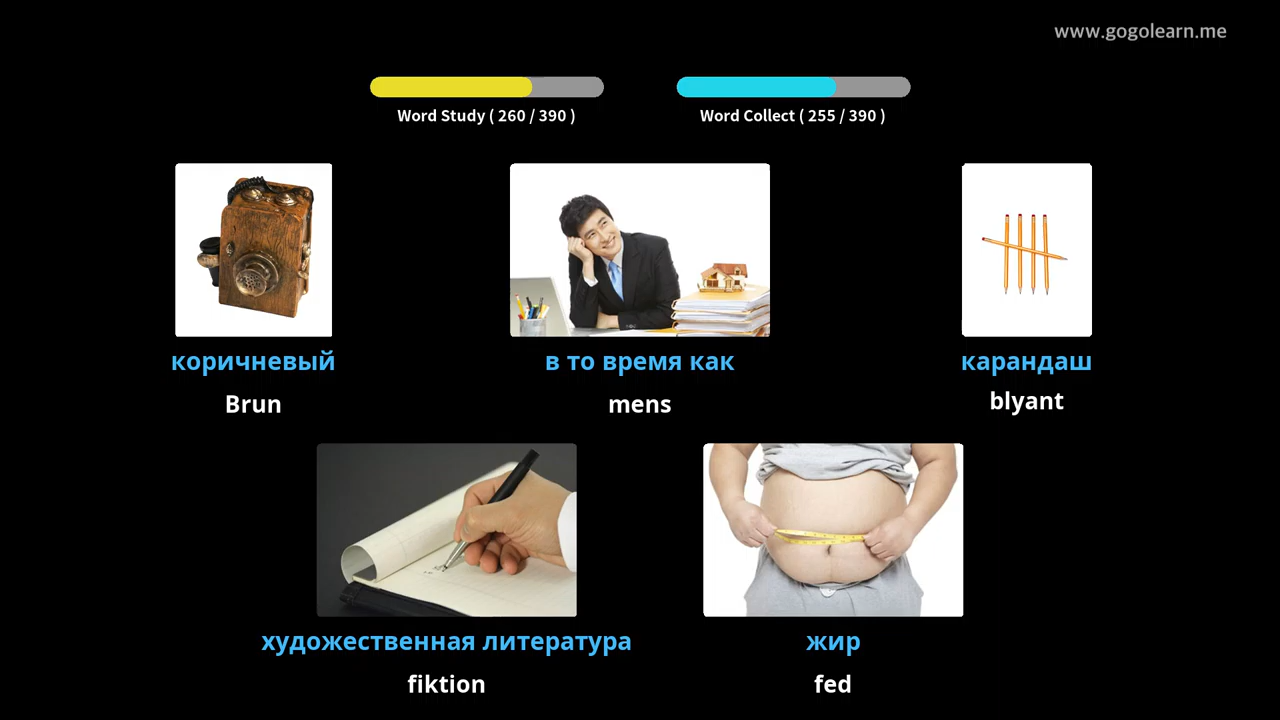 www.gogolearn.me
Word Study ( 260 / 390 )
Word Collect ( 255 / 390 )
коричневый
Brun
в то время как
mens
карандаш
blyant
художественная литература
fiktion
жир
fed